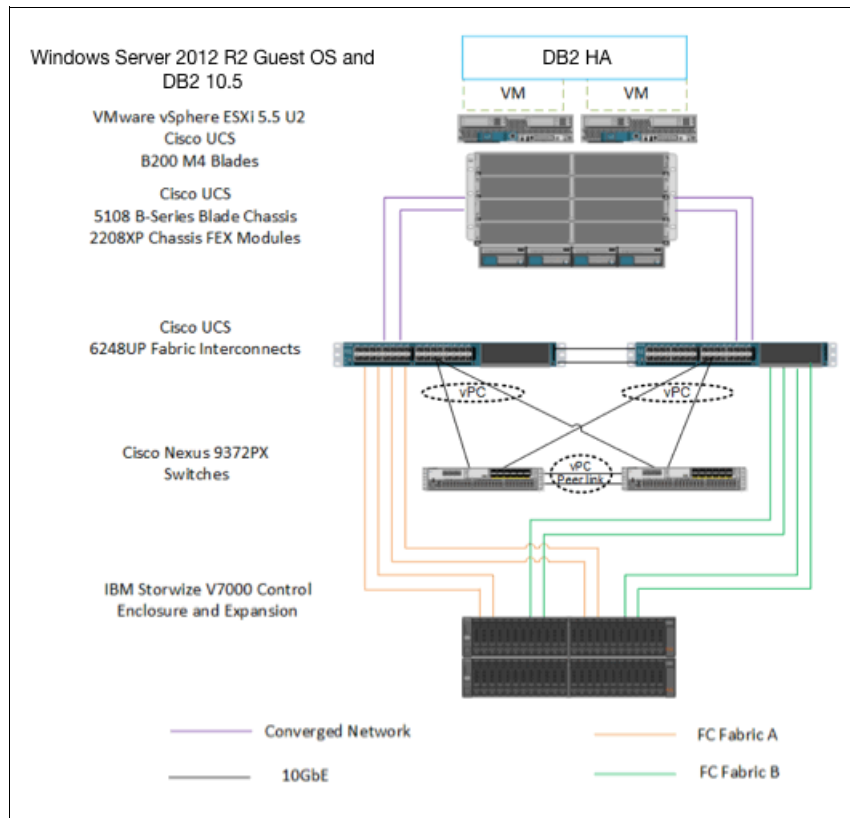 Windows Server 2012 R2 Guest OS and
DB2 10.5
DB2 HA
VM
VM
VMware vSphere ESXi 5.5 U2
Cisco UCS
B200 M4 Blades
Cisco UCS
5108 B-Series Blade Chassis
2208XP Chassis FEX Modules
Cisco UCS
6248UP Fabric Interconnects
vPC
vPC
Cisco Nexus 9372PX
Switches
vPC
Peer link
IBM Storwize V7000 Control
Enclosure and Expansion
Converged Network
FC Fabric A
10GbE
FC Fabric B